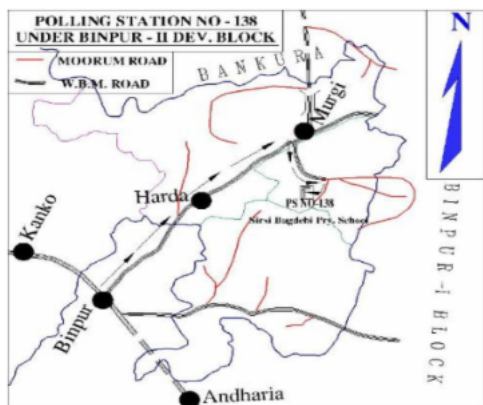 POLLING STATION NO - 138
UNDER BINPUR - II DEV. BLOCK
MOORUM ROAD
W.B.M. ROAD
N
BANKURA
Murgi
Harda
PS NO-138
Sirsi Bagdebi Pry. School
Kanko
Binpur
Andharia
BINPUR-I BLOCK